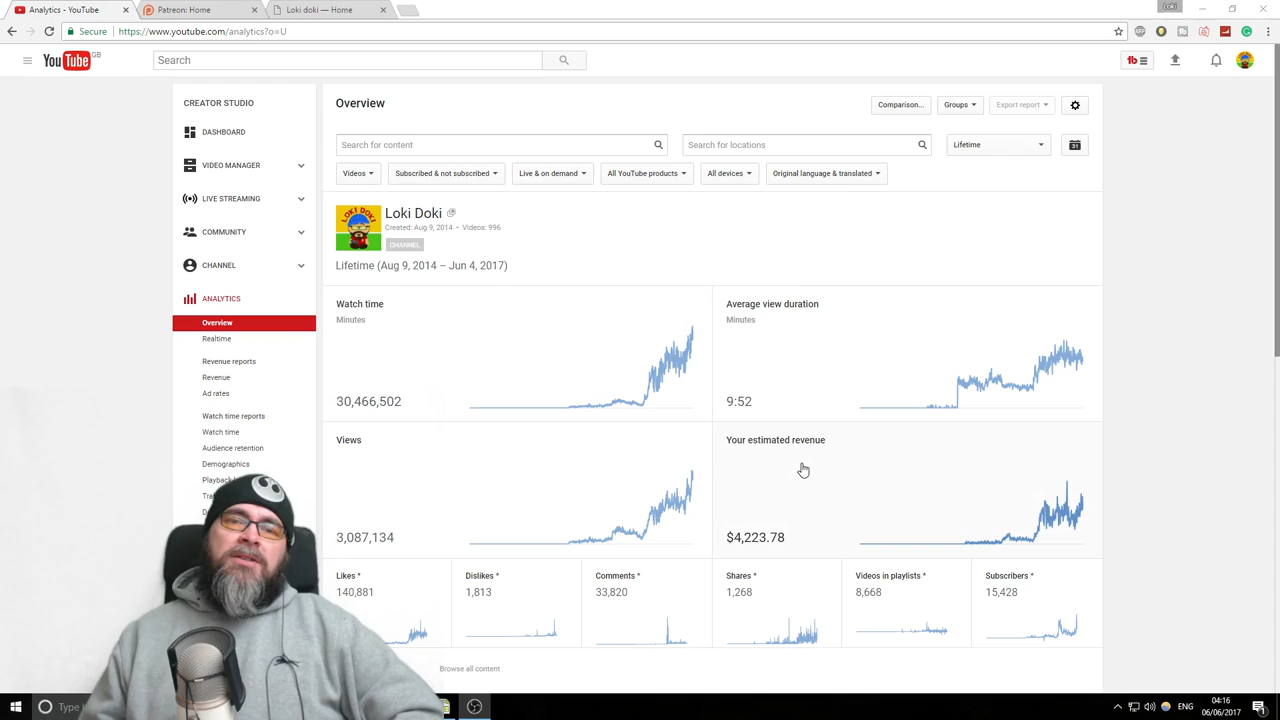 Analytics - YouTube
Patreon: Home
Loki doki — Home
Loki
Secure
https://www.youtube.com/analytics?o=U
YouTube GB
Search
CREATOR STUDIO
DASHBOARD
VIDEO MANAGER
LIVE STREAMING
COMMUNITY
CHANNEL
ANALYTICS
Overview
Realtime
Revenue reports
Revenue
Ad rates
Watch time reports
Watch time
Audience retention
Demographics
Overview
Comparison...
Groups
Export report
Search for content
Search for locations
Lifetime
31
Videos
Subscribed & not subscribed
Live & on demand
All YouTube products
All devices
Original language & translated
LOKI DOKI
Loki Doki
Created: Aug 9, 2014 • Videos: 996
CHANNEL
Lifetime (Aug 9, 2014 – Jun 4, 2017)
Watch time
Minutes
30,466,502
Average view duration
Minutes
9:52
Views
3,087,134
Your estimated revenue
$4,223.78
Likes *
140,881
Dislikes *
1,813
Comments *
33,820
Shares *
1,268
Videos in playlists *
8,668
Subscribers *
15,428
Browse all content
Type
ENG
04:16
06/06/2017